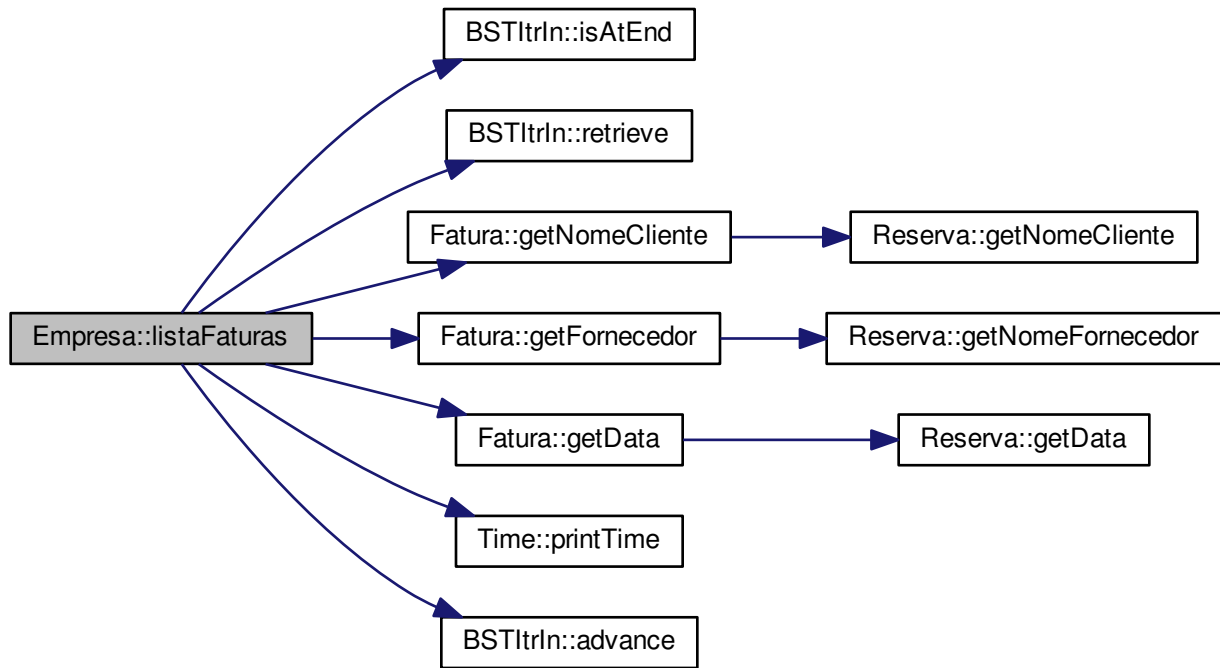 BSTItrIn::isAtEnd
BSTItrIn::retrieve
Fatura::getNomeCliente
Reserva::getNomeCliente
Empresa::listaFaturas
Fatura::getFornecedor
Reserva::getNomeFornecedor
Fatura::getData
Reserva::getData
Time::printTime
BSTItrIn::advance